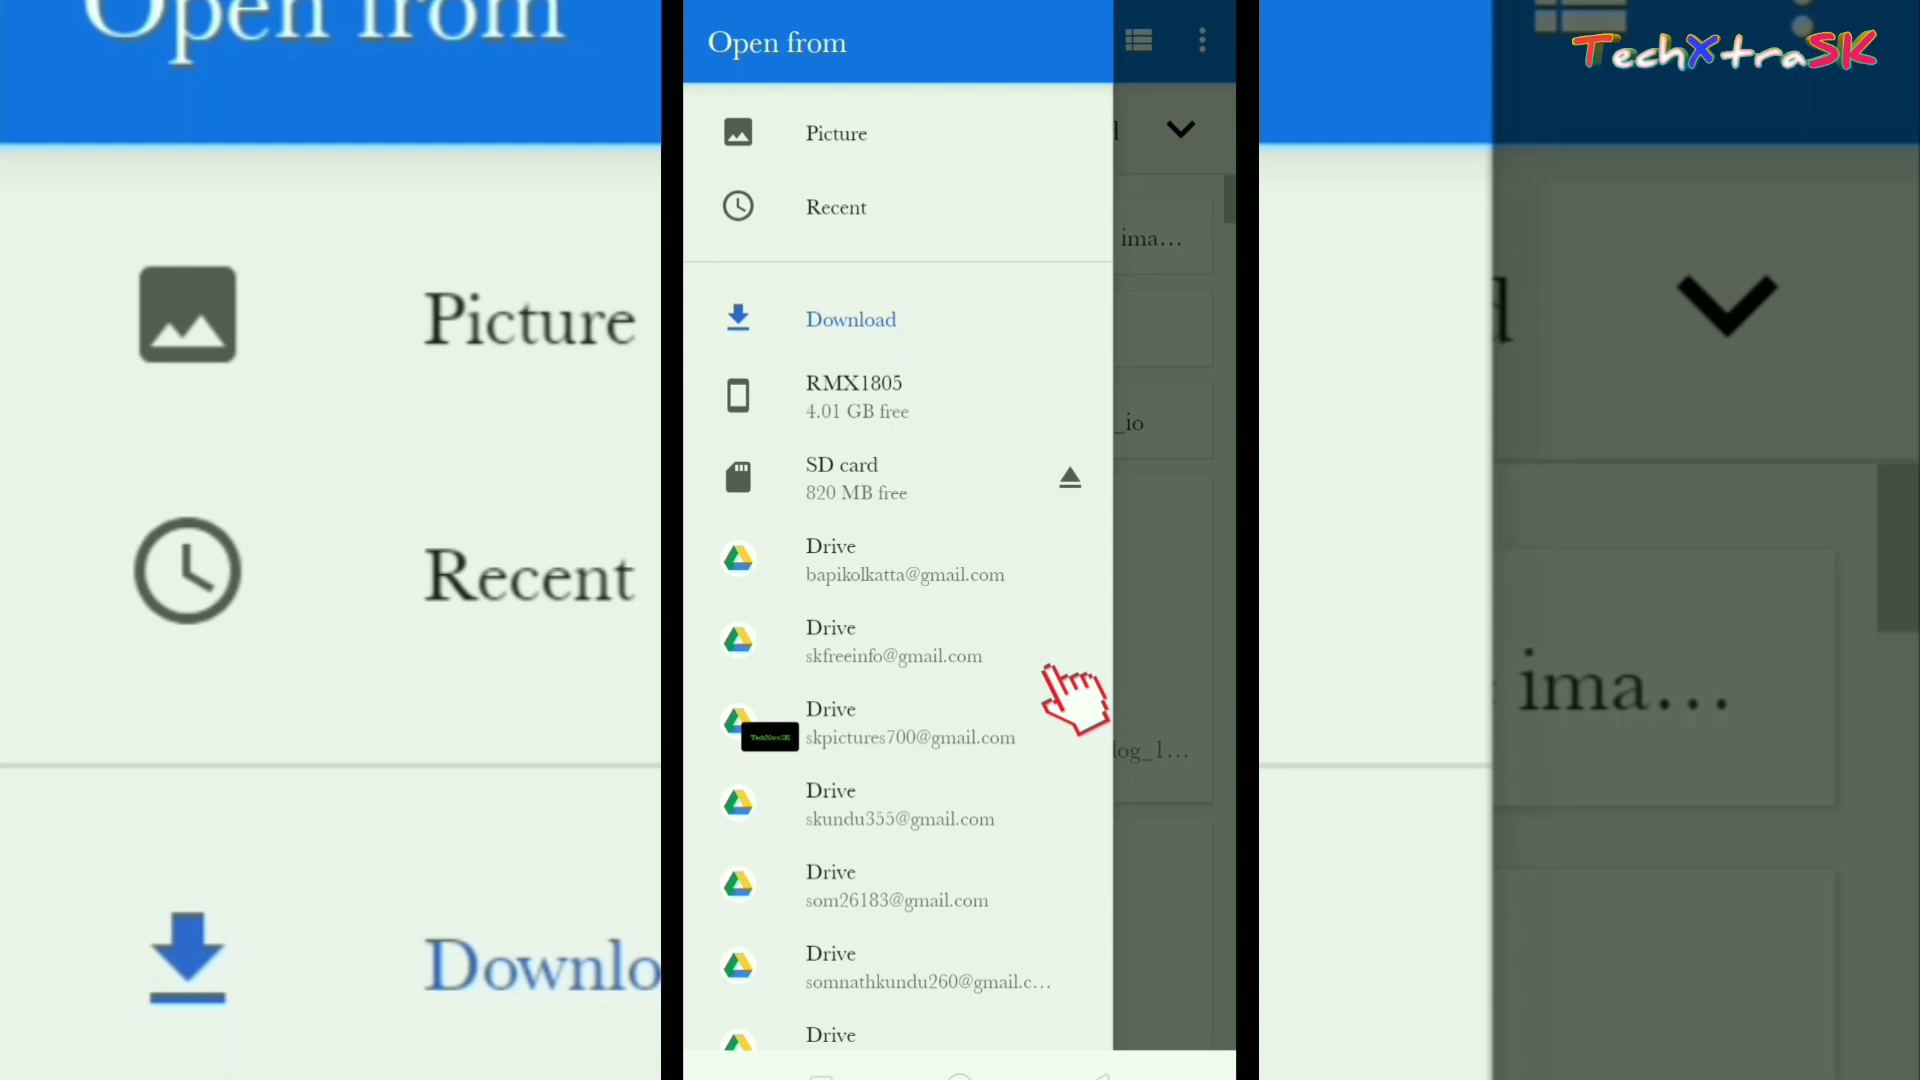 Open from
TechXtraSK
Open from
Picture
Recent
ima...
Download
RMX1805
4.01 GB free
_io
SD card
820 MB free
Drive
bapikolkatta@gmail.com
Drive
skfreeinfo@gmail.com
Drive
TechXtraSK
skpictures700@gmail.com
log_1...
Drive
skundu355@gmail.com
Drive
som26183@gmail.com
Drive
somnathkundu260@gmail.c...
Drive
Picture
Recent
Downlo
d
ima...